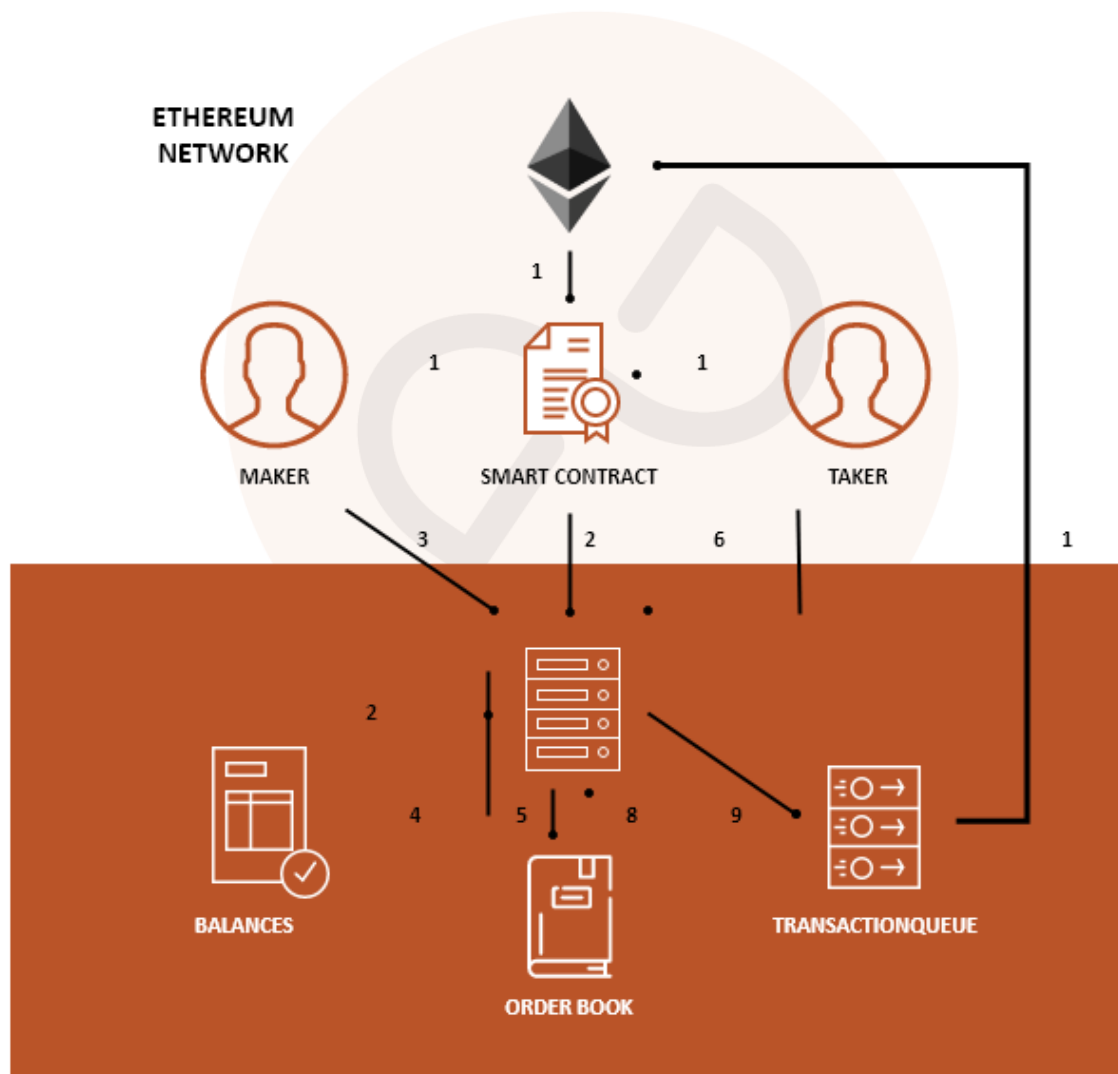 ETHEREUM
NETWORK
1
1
1
MAKER
SMART CONTRACT
TAKER
3
2
6
1
2
4
5
8
9
BALANCES
TRANSACTIONQUEUE
ORDER BOOK